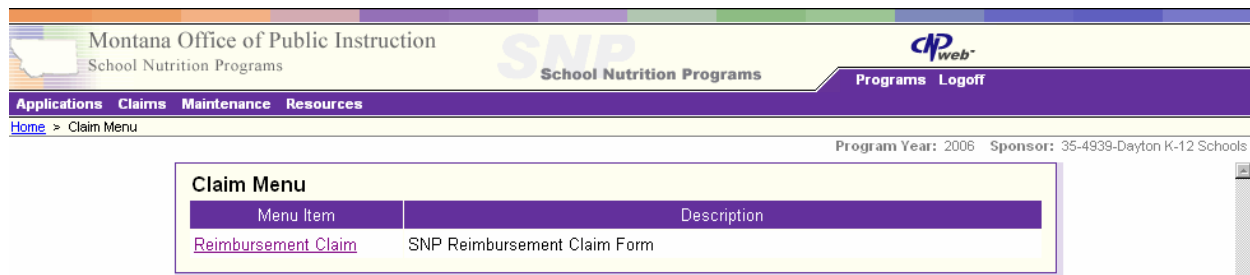 Montana Office of Public Instruction
School Nutrition Programs
SNP
School Nutrition Programs
CNPweb
Programs Logoff
Applications Claims Maintenance Resources
Home > Claim Menu
Program Year: 2006 Sponsor: 35-4939-Dayton K-12 Schools
Claim Menu
Menu Item Description
Reimbursement Claim SNP Reimbursement Claim Form